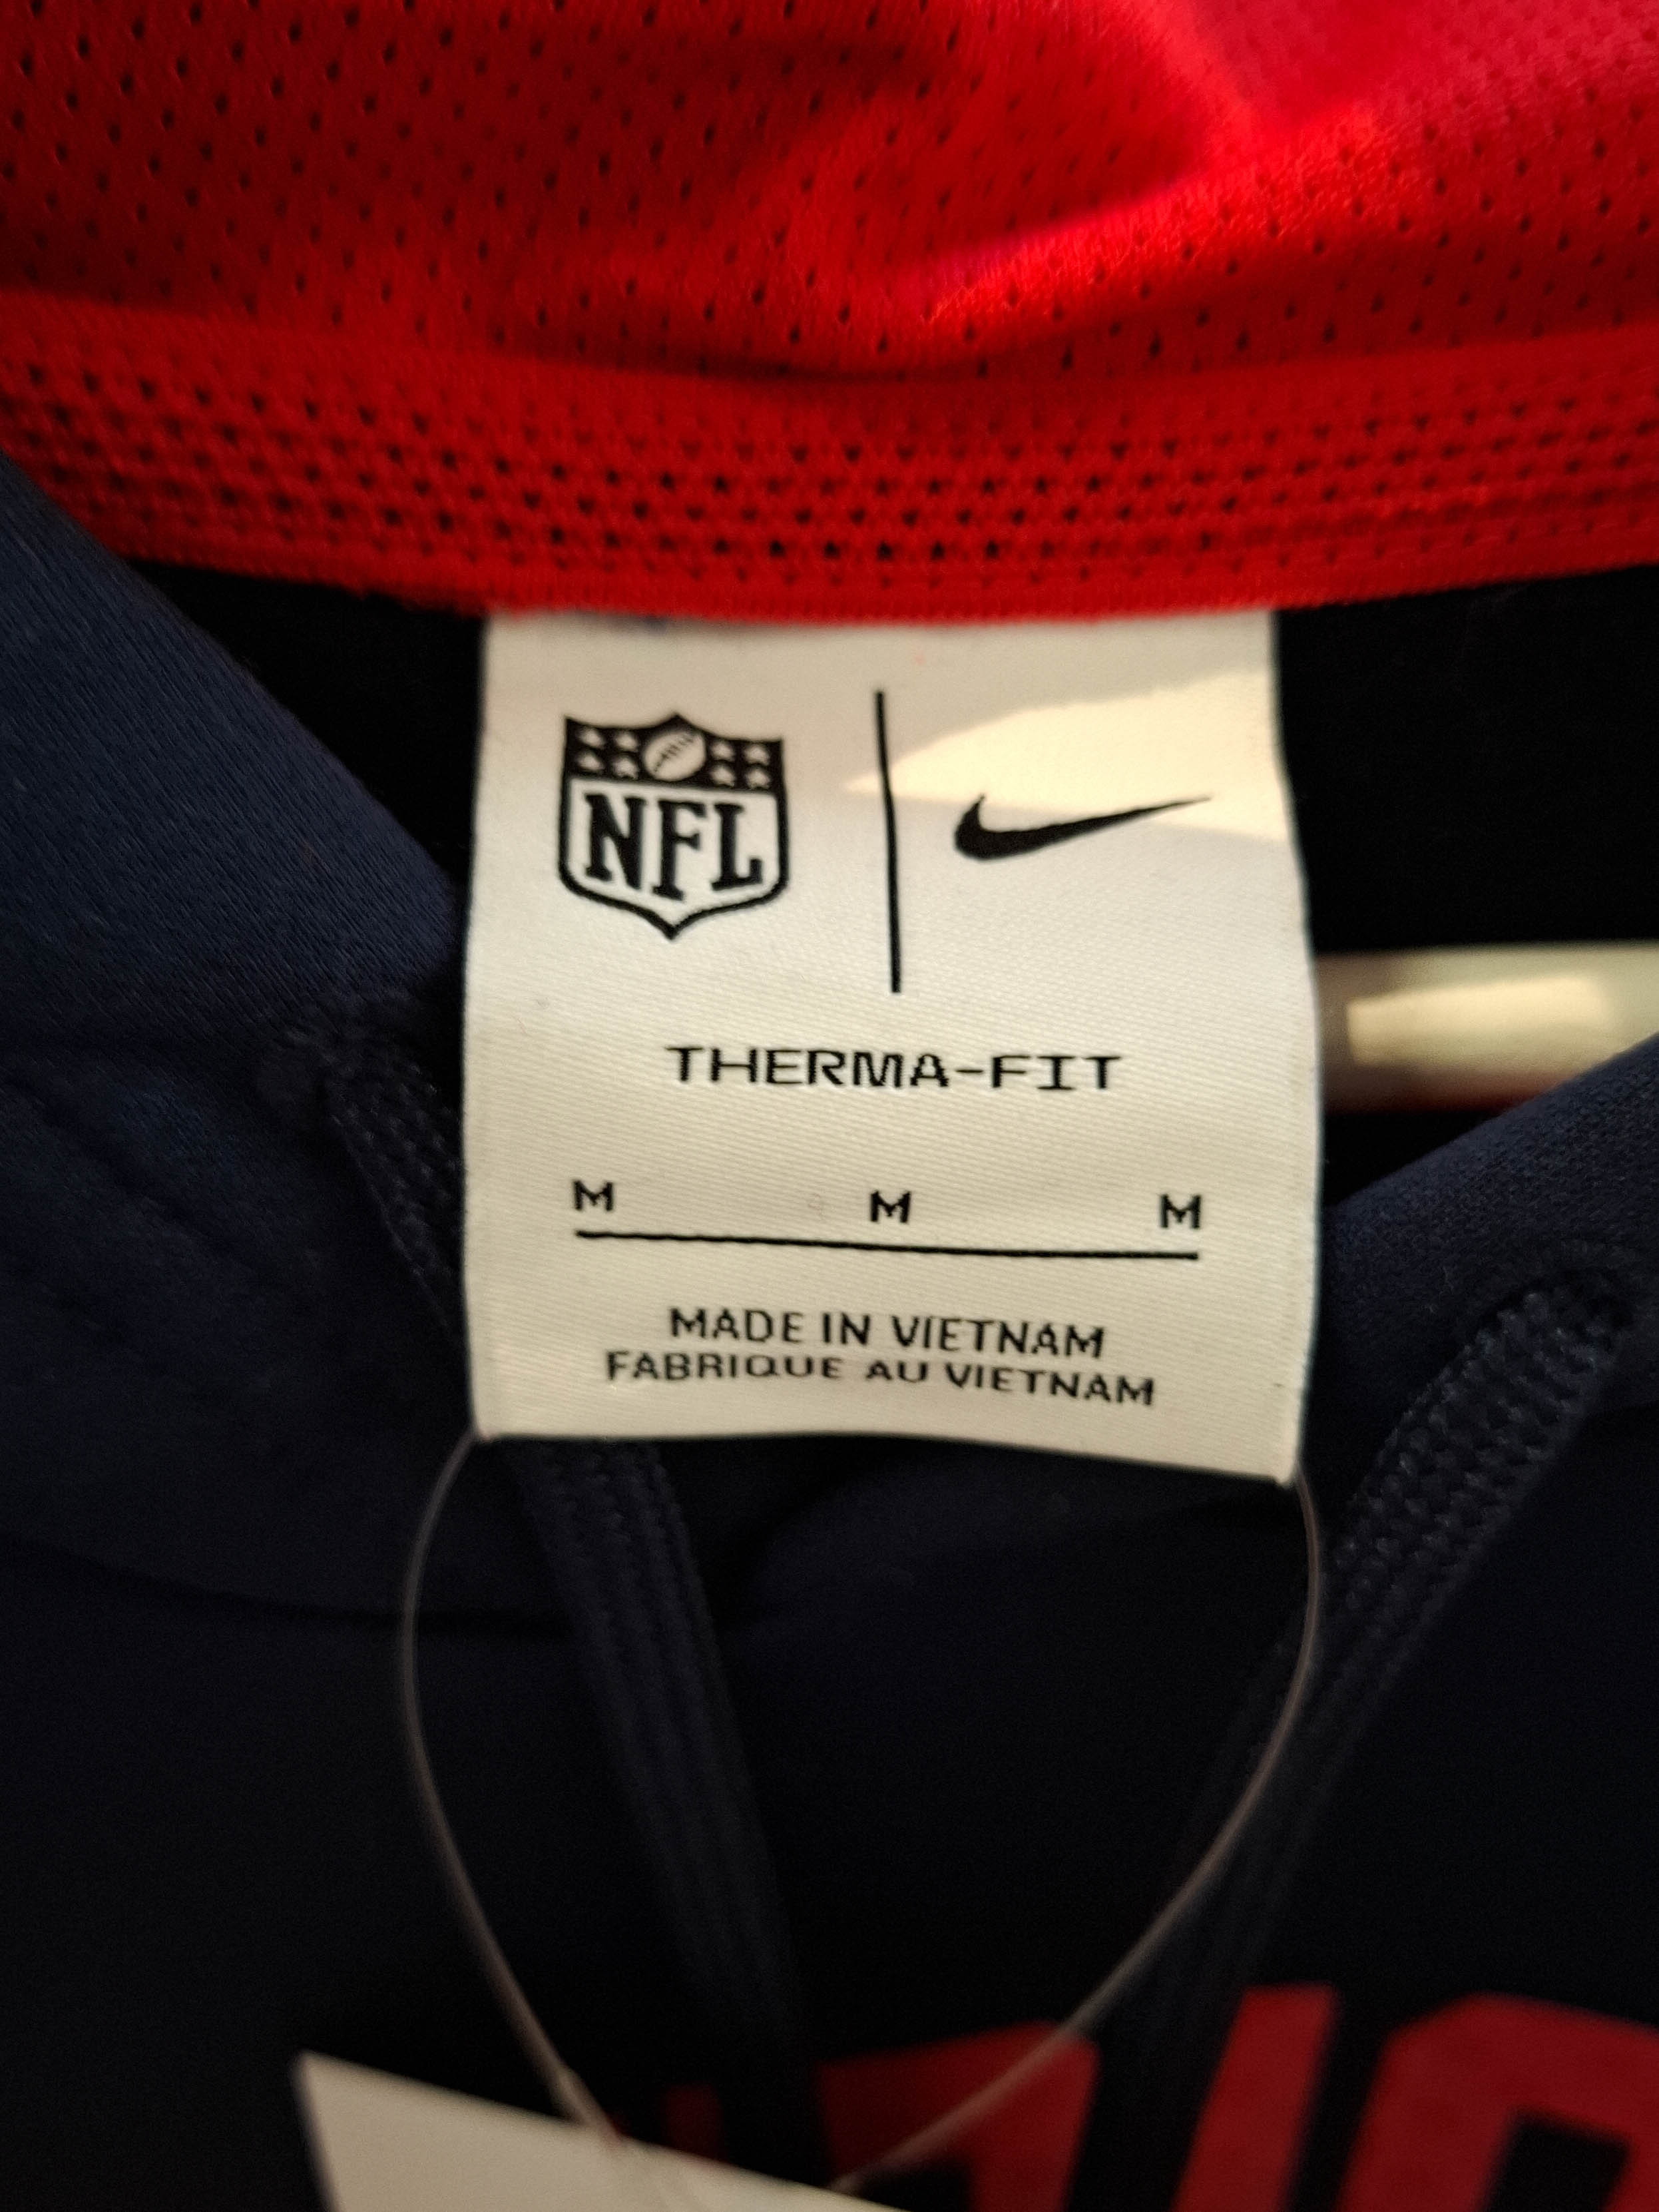 NFL
THERMA-FIT
M M M
MADE IN VIETNAM
FABRIQUE AU VIETNAM